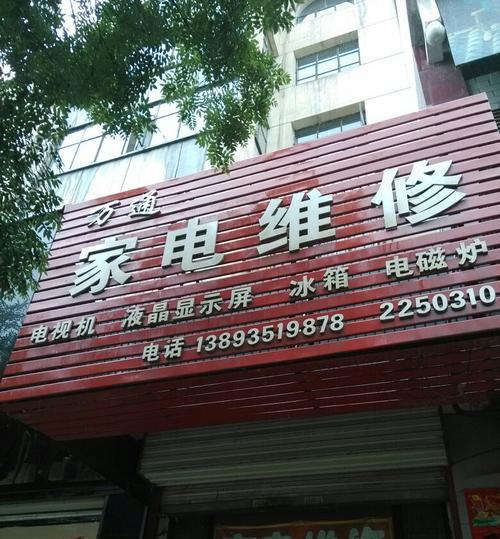 万通
家电维修
电视机 液晶显示屏 冰箱 电磁炉
电话 13893519878 2250310